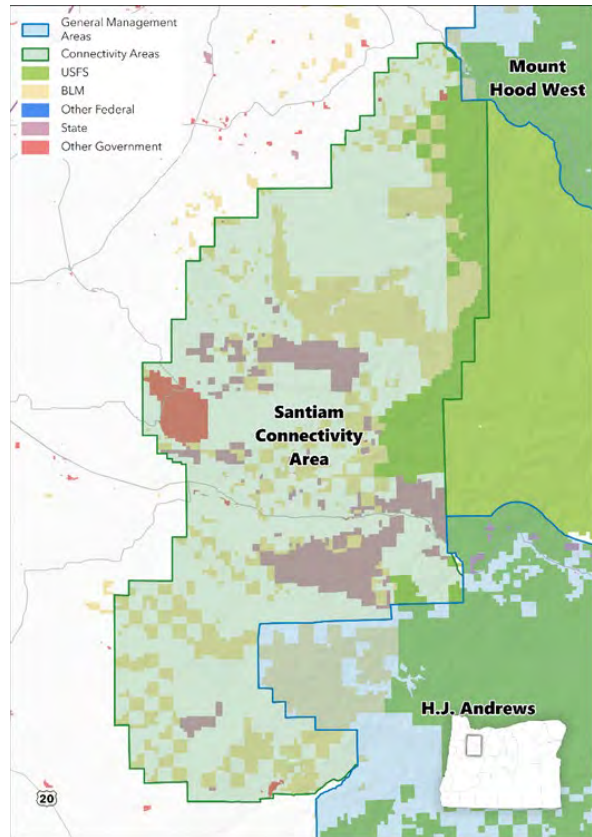 General Management
Areas
Connectivity Areas
USFS
BLM
Other Federal
State
Other Government
Mount
Hood West
Santiam
Connectivity
Area
H.J. Andrews
20